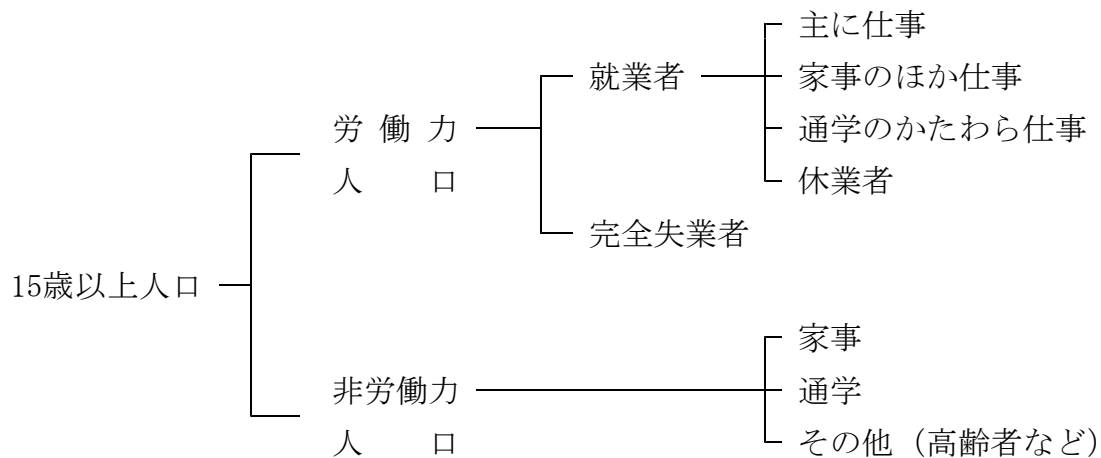 主に仕事
就業者
家事のほか仕事
労働力
人口
通学のかたわら仕事
休業者
完全失業者
15歳以上人口
家事
非労働力
人口
通学
その他（高齢者など）